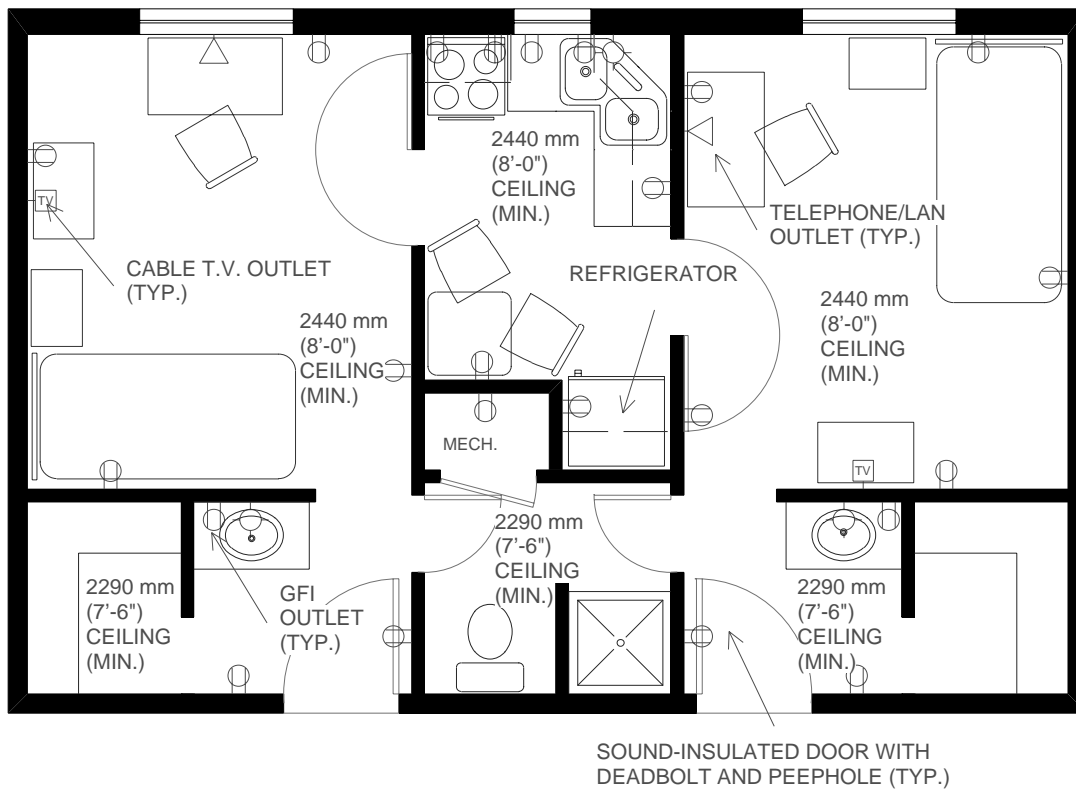 2440 mm
(8'-0")
CEILING
(MIN.)
TV
TELEPHONE/LAN
OUTLET (TYP.)
CABLE T.V. OUTLET
(TYP.)
REFRIGERATOR
2440 mm
(8'-0")
CEILING
(MIN.)
2440 mm
(8'-0")
CEILING
(MIN.)
MECH.
TV
2290 mm
(7'-6")
CEILING
(MIN.)
2290 mm
(7'-6")
CEILING
(MIN.)
GFI
OUTLET
(TYP.)
2290 mm
(7'-6")
CEILING
(MIN.)
SOUND-INSULATED DOOR WITH
DEADBOLT AND PEEPHOLE (TYP.)